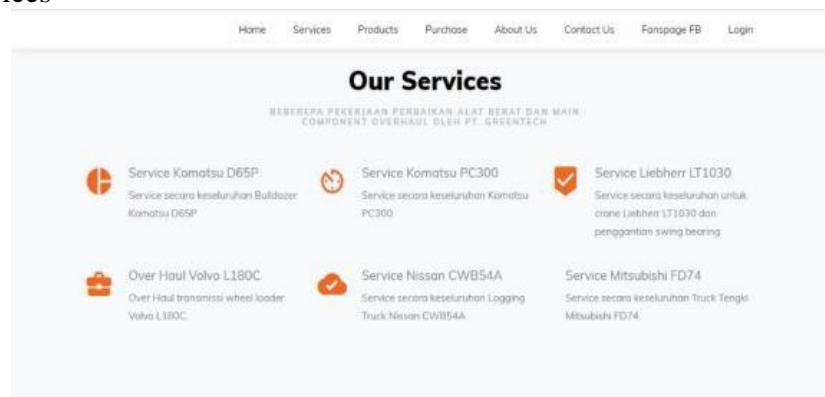 Home Services Products Purchase About Us Contact Us Fanspage FB Login
Our Services
BEBEREPA PEKERJAAN PERBAIKAN ALAT BERAT DAN MAIN
COMPONENT OVERHAUL OLEH PT. GREENTECH
Service Komatsu D65P
Service secara keseluruhan Buldozer
Komatsu D65P
Service Komatsu PC300
Service secara keseluruhan Komatsu
PC300
Service Liebherr LT1030
Service secara keseluruhan untuk
crane Liebherr LT1030 dan
penggantian swing bearing
Over Haul Volvo L180C
Over Haul transmissi wheel loader
Volvo L180C
Service Nissan CWB54A
Service secara keseluruhan Logging
Truck Nissan CWB54A
Service Mitsubishi FD74
Service secara keseluruhan Truck Tengki
Mitsubishi FD74